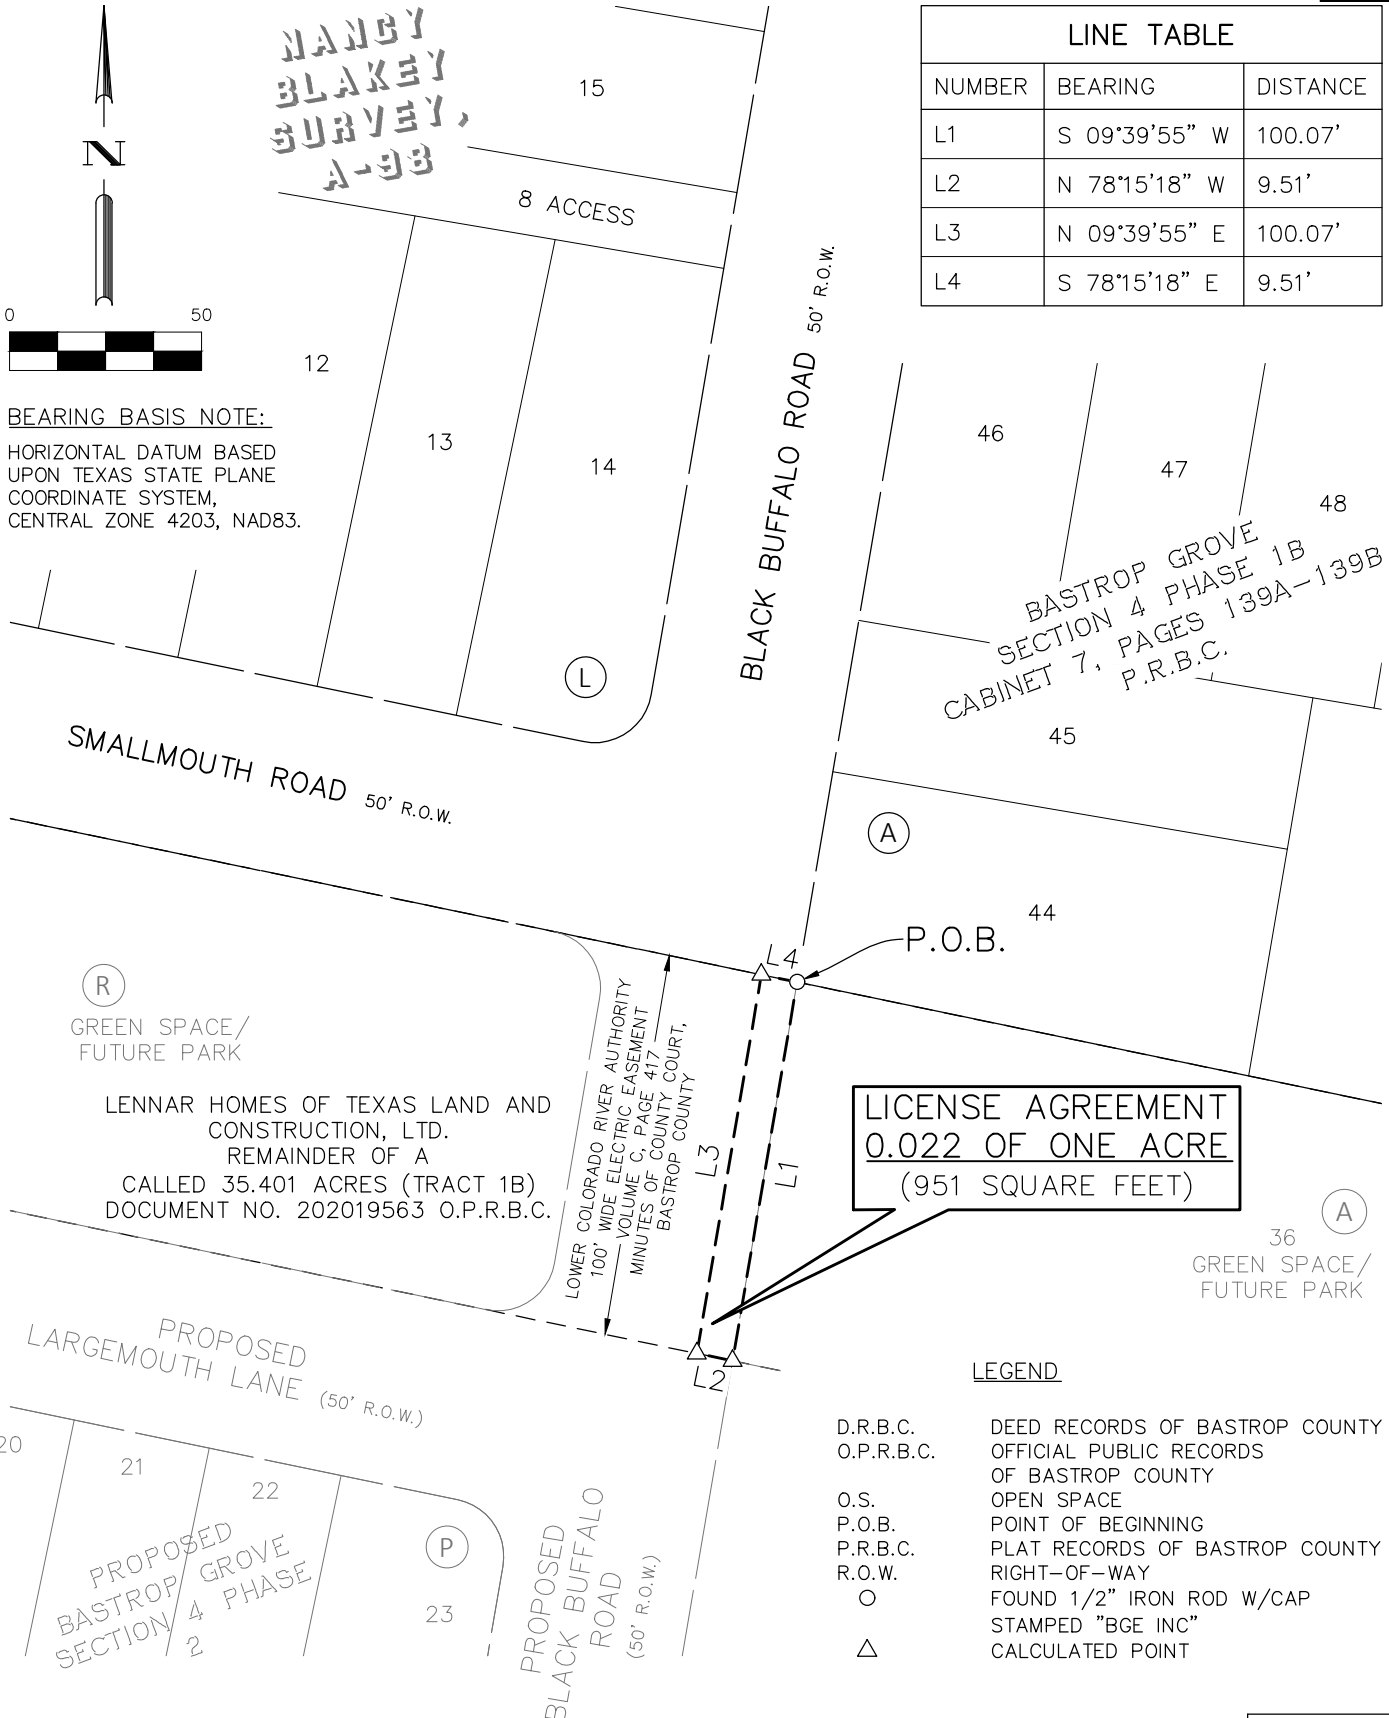 NANCY
BLAKEY
SURVEY,
A-98
N
0 50
BEARING BASIS NOTE:
HORIZONTAL DATUM BASED
UPON TEXAS STATE PLANE
COORDINATE SYSTEM,
CENTRAL ZONE 4203, NAD83.
LINE TABLE
NUMBER BEARING DISTANCE
L1 S 09°39'55" W 100.07'
L2 N 78°15'18" W 9.51'
L3 N 09°39'55" E 100.07'
L4 S 78°15'18" E 9.51'
15
8 ACCESS
12
13
14
L
BLACK BUFFALO ROAD 50' R.O.W.
46
47
48
BASTROP GROVE
SECTION 4 PHASE 1B
CABINET 7, PAGES 139A-139B
P.R.B.C.
45
A
44
SMALLMOUTH ROAD 50' R.O.W.
P.O.B.
L4
R
GREEN SPACE/
FUTURE PARK
LENNAR HOMES OF TEXAS LAND AND
CONSTRUCTION, LTD.
REMAINDER OF A
CALLED 35.401 ACRES (TRACT 1B)
DOCUMENT NO. 202019563 O.P.R.B.C.
LOWER COLORADO RIVER AUTHORITY
100' WIDE ELECTRIC EASEMENT
VOLUME C, PAGE 417
MINUTES OF COUNTY COURT,
BASTROP COUNTY
L3
L1
LICENSE AGREEMENT
0.022 OF ONE ACRE
(951 SQUARE FEET)
A
36
GREEN SPACE/
FUTURE PARK
L2
PROPOSED
LARGEMOUTH LANE (50' R.O.W.)
20
21
22
P
23
PROPOSED
BASTROP GROVE
SECTION 4 PHASE
2
PROPOSED
BLACK BUFFALO
ROAD
(50' R.O.W.)
LEGEND
D.R.B.C. DEED RECORDS OF BASTROP COUNTY
O.P.R.B.C. OFFICIAL PUBLIC RECORDS
OF BASTROP COUNTY
O.S. OPEN SPACE
P.O.B. POINT OF BEGINNING
P.R.B.C. PLAT RECORDS OF BASTROP COUNTY
R.O.W. RIGHT-OF-WAY
FOUND 1/2" IRON ROD W/CAP
STAMPED "BGE INC"
CALCULATED POINT